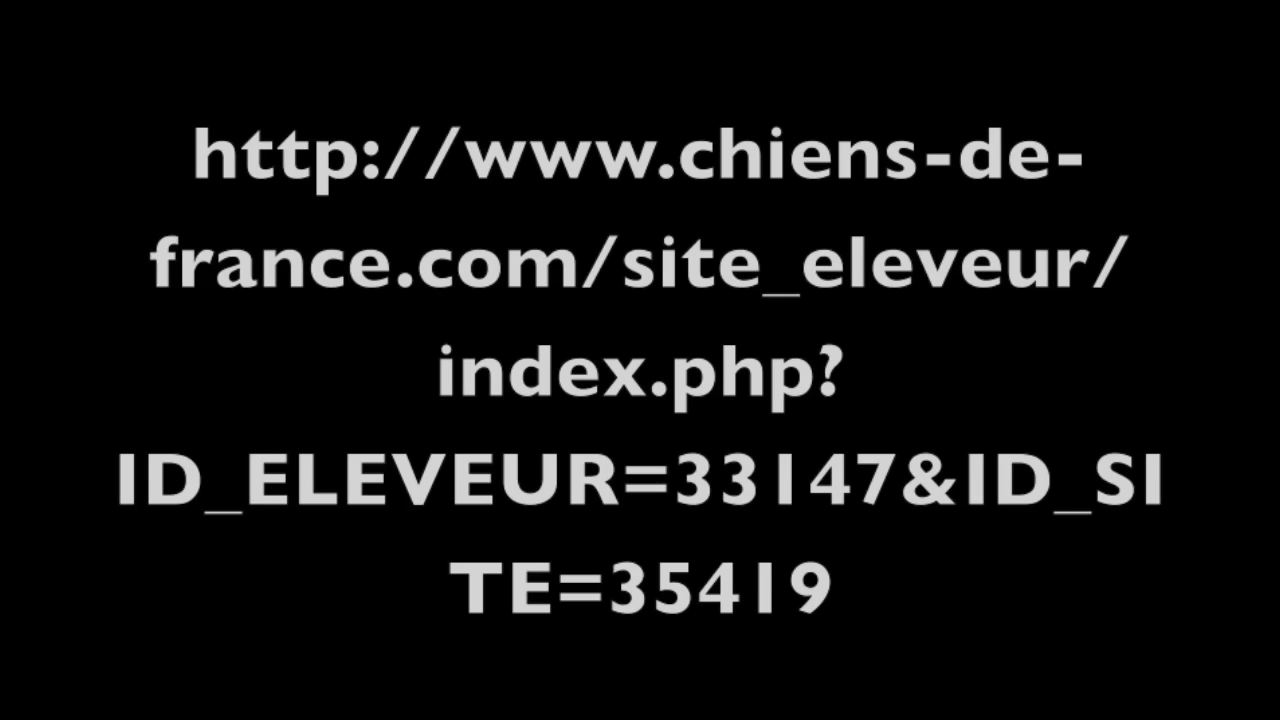 http://www.chiens-de-
france.com/site_eleveur/
index.php?
ID_ELEVEUR=33147&ID_SI
TE=35419